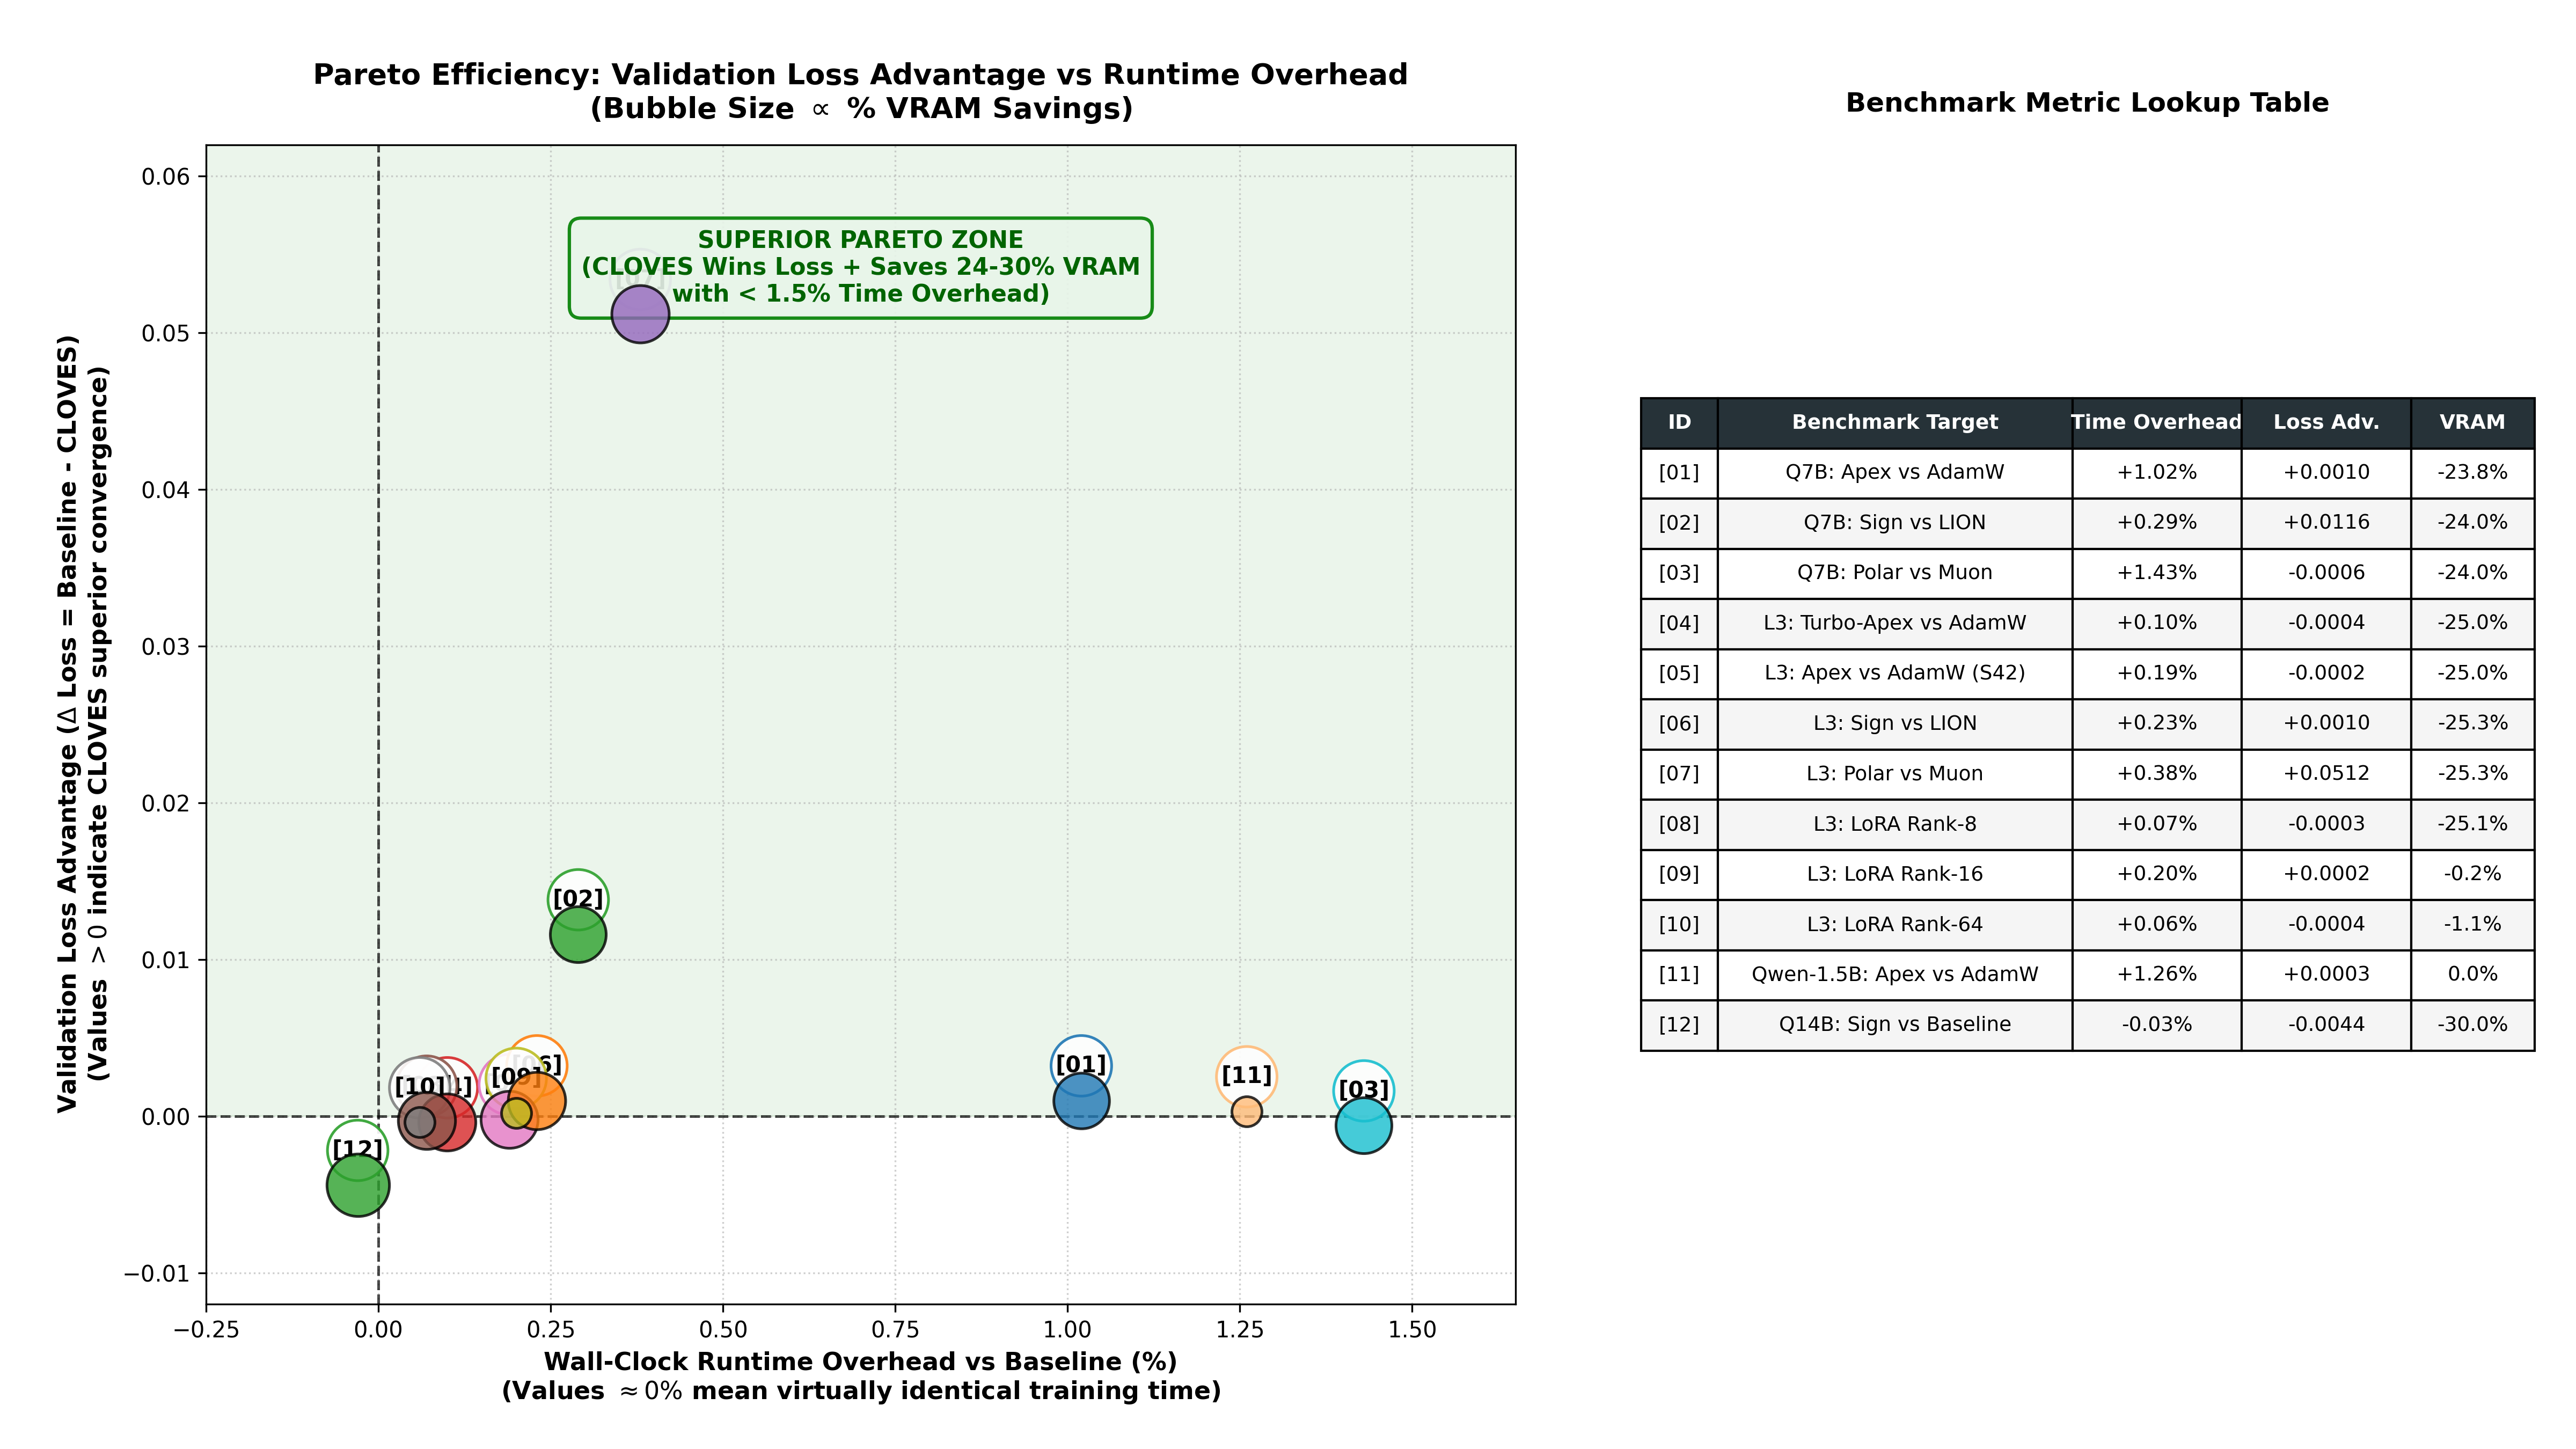 Pareto Efficiency: Validation Loss Advantage vs Runtime Overhead
(Bubble Size ∝ % VRAM Savings)
Validation Loss Advantage (Δ Loss = Baseline - CLOVES)
(Values > 0 indicate CLOVES superior convergence)
0.06
0.05
0.04
0.03
0.02
0.01
0.00
−0.01
SUPERIOR PARETO ZONE
(CLOVES Wins Loss + Saves 24-30% VRAM
with < 1.5% Time Overhead)
[02]
[10]
[09]
[01]
[11]
[03]
[12]
−0.25
0.00
0.25
0.50
0.75
1.00
1.25
1.50
Wall-Clock Runtime Overhead vs Baseline (%)
(Values ≈ 0% mean virtually identical training time)
Benchmark Metric Lookup Table
ID Benchmark Target Time Overhead Loss Adv. VRAM
[01] Q7B: Apex vs AdamW +1.02% +0.0010 -23.8%
[02] Q7B: Sign vs LION +0.29% +0.0116 -24.0%
[03] Q7B: Polar vs Muon +1.43% -0.0006 -24.0%
[04] L3: Turbo-Apex vs AdamW +0.10% -0.0004 -25.0%
[05] L3: Apex vs AdamW (S42) +0.19% -0.0002 -25.0%
[06] L3: Sign vs LION +0.23% +0.0010 -25.3%
[07] L3: Polar vs Muon +0.38% +0.0512 -25.3%
[08] L3: LoRA Rank-8 +0.07% -0.0003 -25.1%
[09] L3: LoRA Rank-16 +0.20% +0.0002 -0.2%
[10] L3: LoRA Rank-64 +0.06% -0.0004 -1.1%
[11] Qwen-1.5B: Apex vs AdamW +1.26% +0.0003 0.0%
[12] Q14B: Sign vs Baseline -0.03% -0.0044 -30.0%